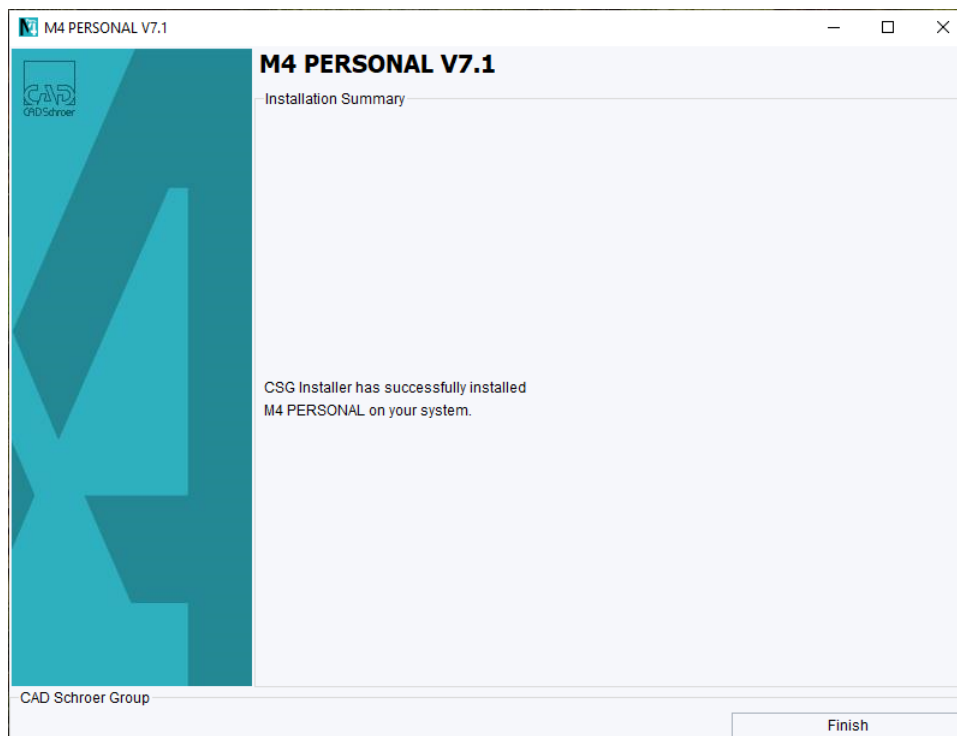 M4 PERSONAL V7.1
M4 PERSONAL V7.1
CAD
CADSchroer
Installation Summary
CSG Installer has successfully installed
M4 PERSONAL on your system.
CAD Schroer Group
Finish